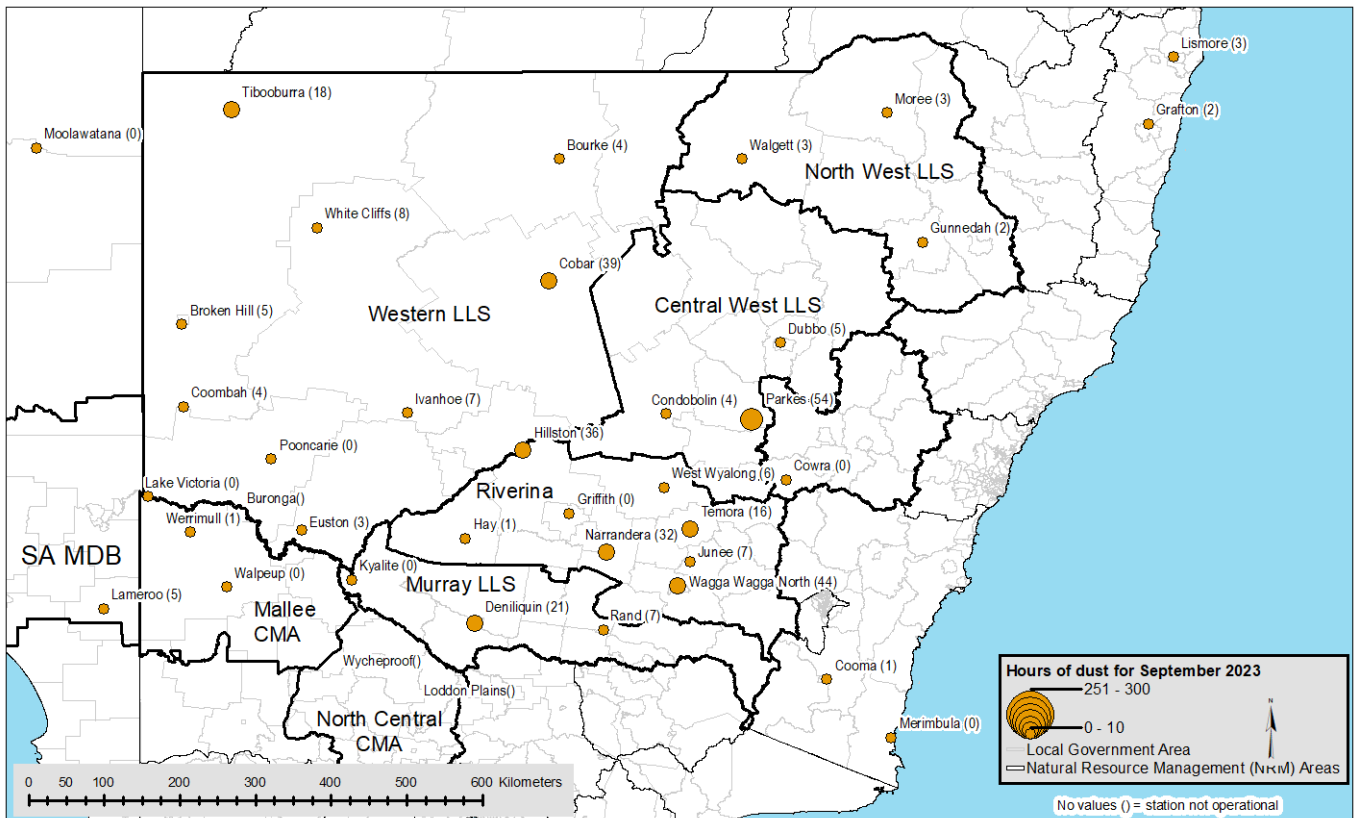 Lismore (3)
Tibooburra (18)
Moree (3)
Grafton (2)
Moolawatana (0)
Bourke (4)
Walgett (3)
North West LLS
White Cliffs (8)
Gunnedah (2)
Cobar (39)
Central West LLS
Broken Hill (5)
Western LLS
Dubbo (5)
Coombah (4)
Ivanhoe (7)
Condobolin (4)
Parkes (54)
Pooncarie (0)
Hillston (36)
West Wyalong (6)
Cowra (0)
Lake Victoria (0)
Buronga()
Riverina
Griffith (0)
Werrimull (1)
Euston (3)
Hay (1)
Temora (16)
Narrandera (32)
SA MDB
Junee (7)
Walpeup (0)
Kyalite (0)
Murray LLS
Wagga Wagga North (44)
Lameroo (5)
Mallee
CMA
Deniliquin (21)
Rand (7)
Wycheproof()
Cooma (1)
Loddon Plains()
North Central
CMA
Merimbula (0)
Hours of dust for September 2023
251 - 300
0 - 10
N
Local Government Area
Natural Resource Management (NRM) Areas
0 50 100 200 300 400 500 600 Kilometers
No values () = station not operational